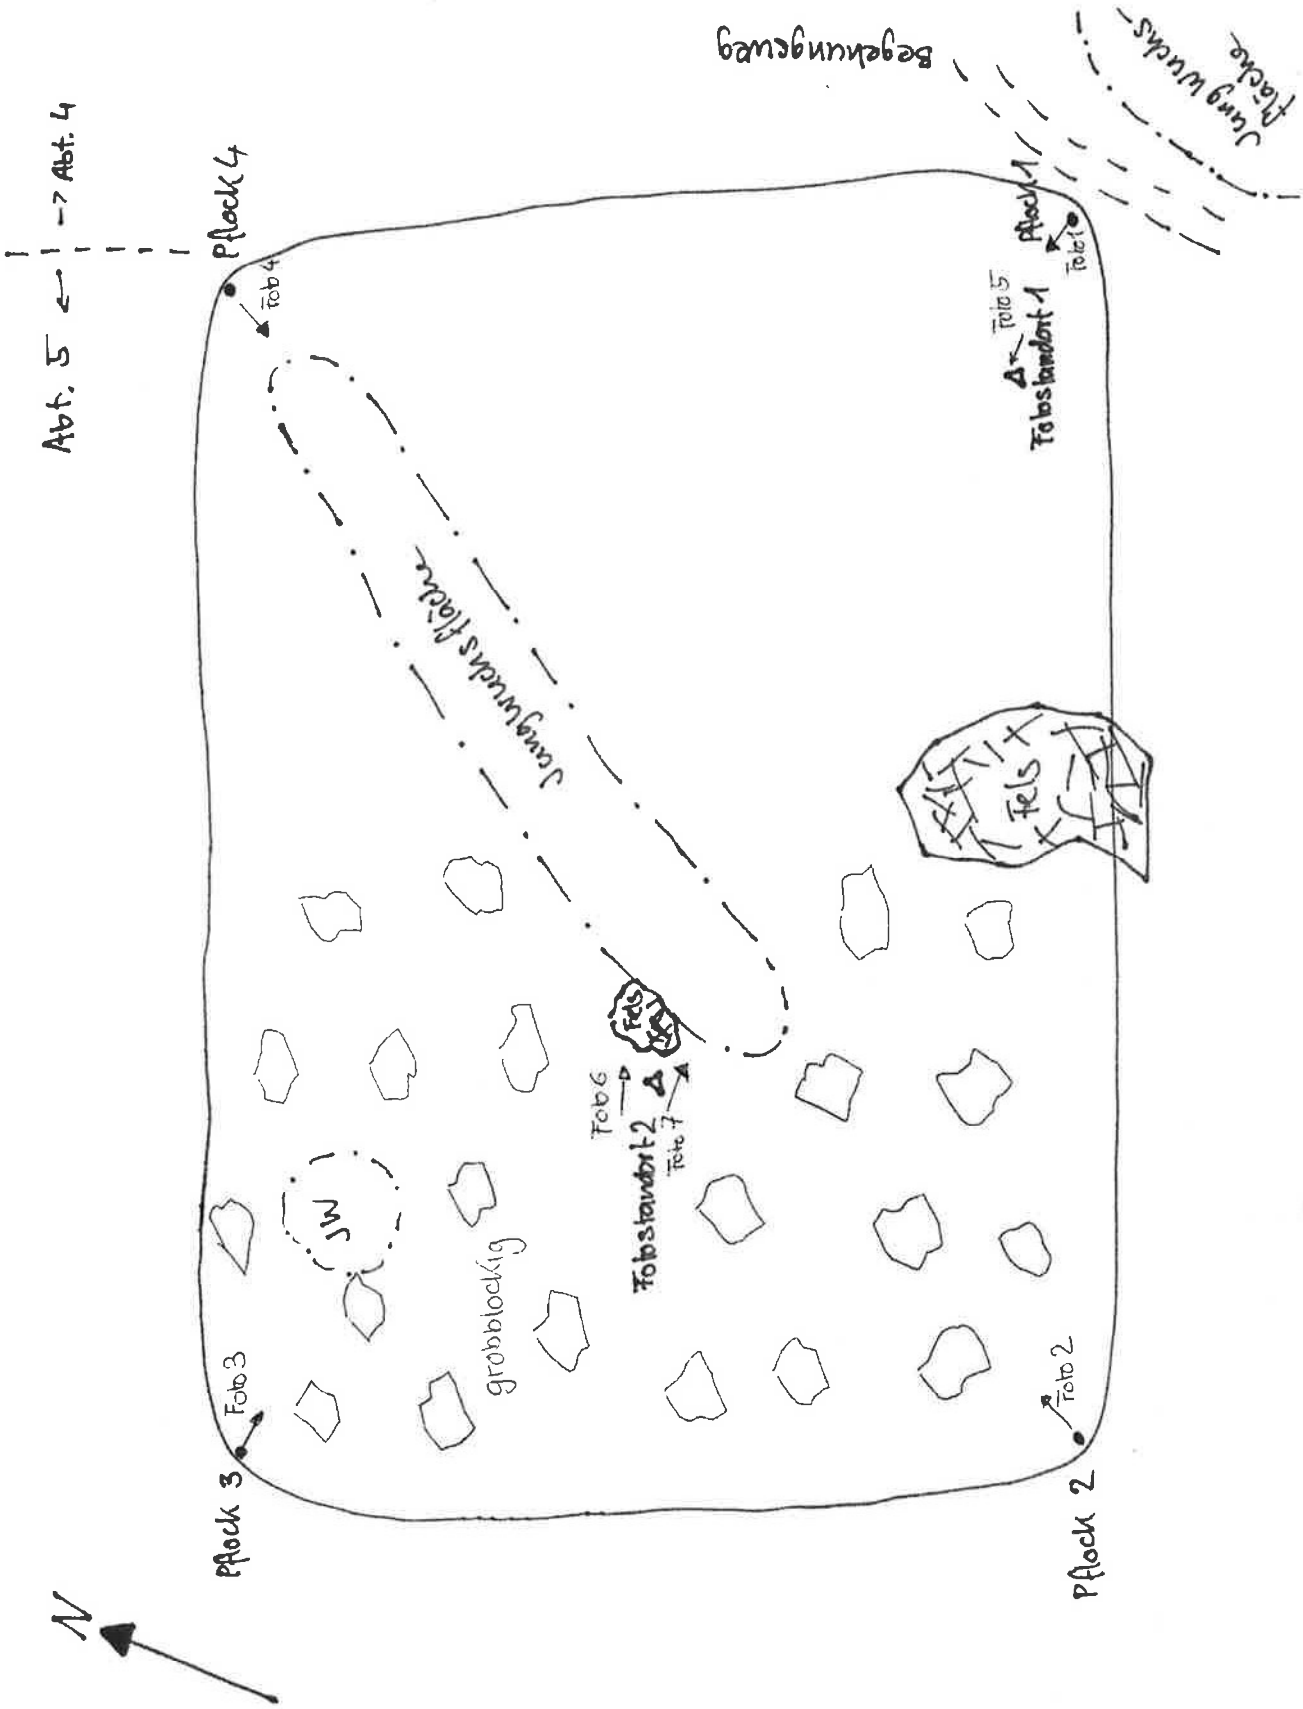 N
Abt. 5 <- -> Abt. 4
Pflock 3
Foto 3
Pflock 4
Foto 4
JW
grobblockig
Jungwuchsfläche
Foto 6
Fels
Fotostandort 2
Foto 7
Begehungsweg
Fels
Foto 5
Fotostandort 1
Pflock 1
Foto 1
Foto 2
Pflock 2
Jungwuchs-
fläche